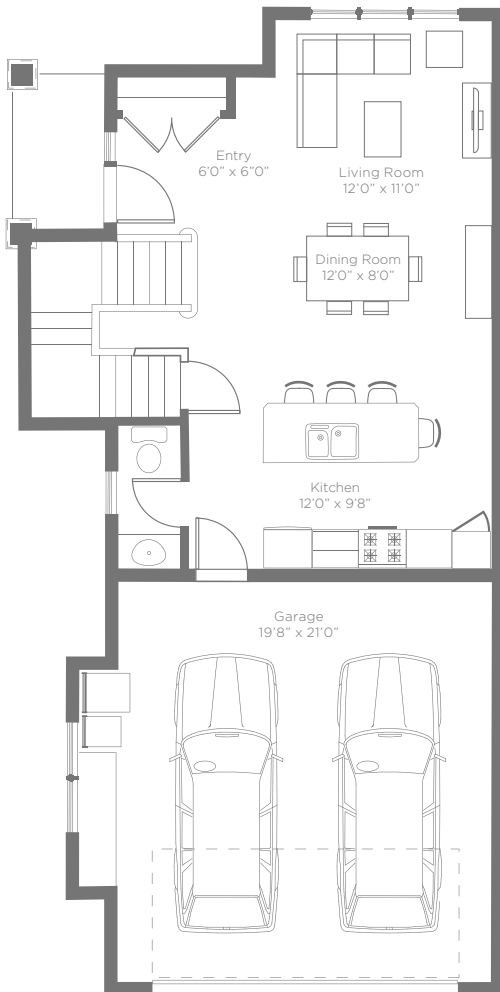 Entry
6'0" x 6'0"
Living Room
12'0" x 11'0"
Dining Room
12'0" x 8'0"
Kitchen
12'0" x 9'8"
Garage
19'8" x 21'0"